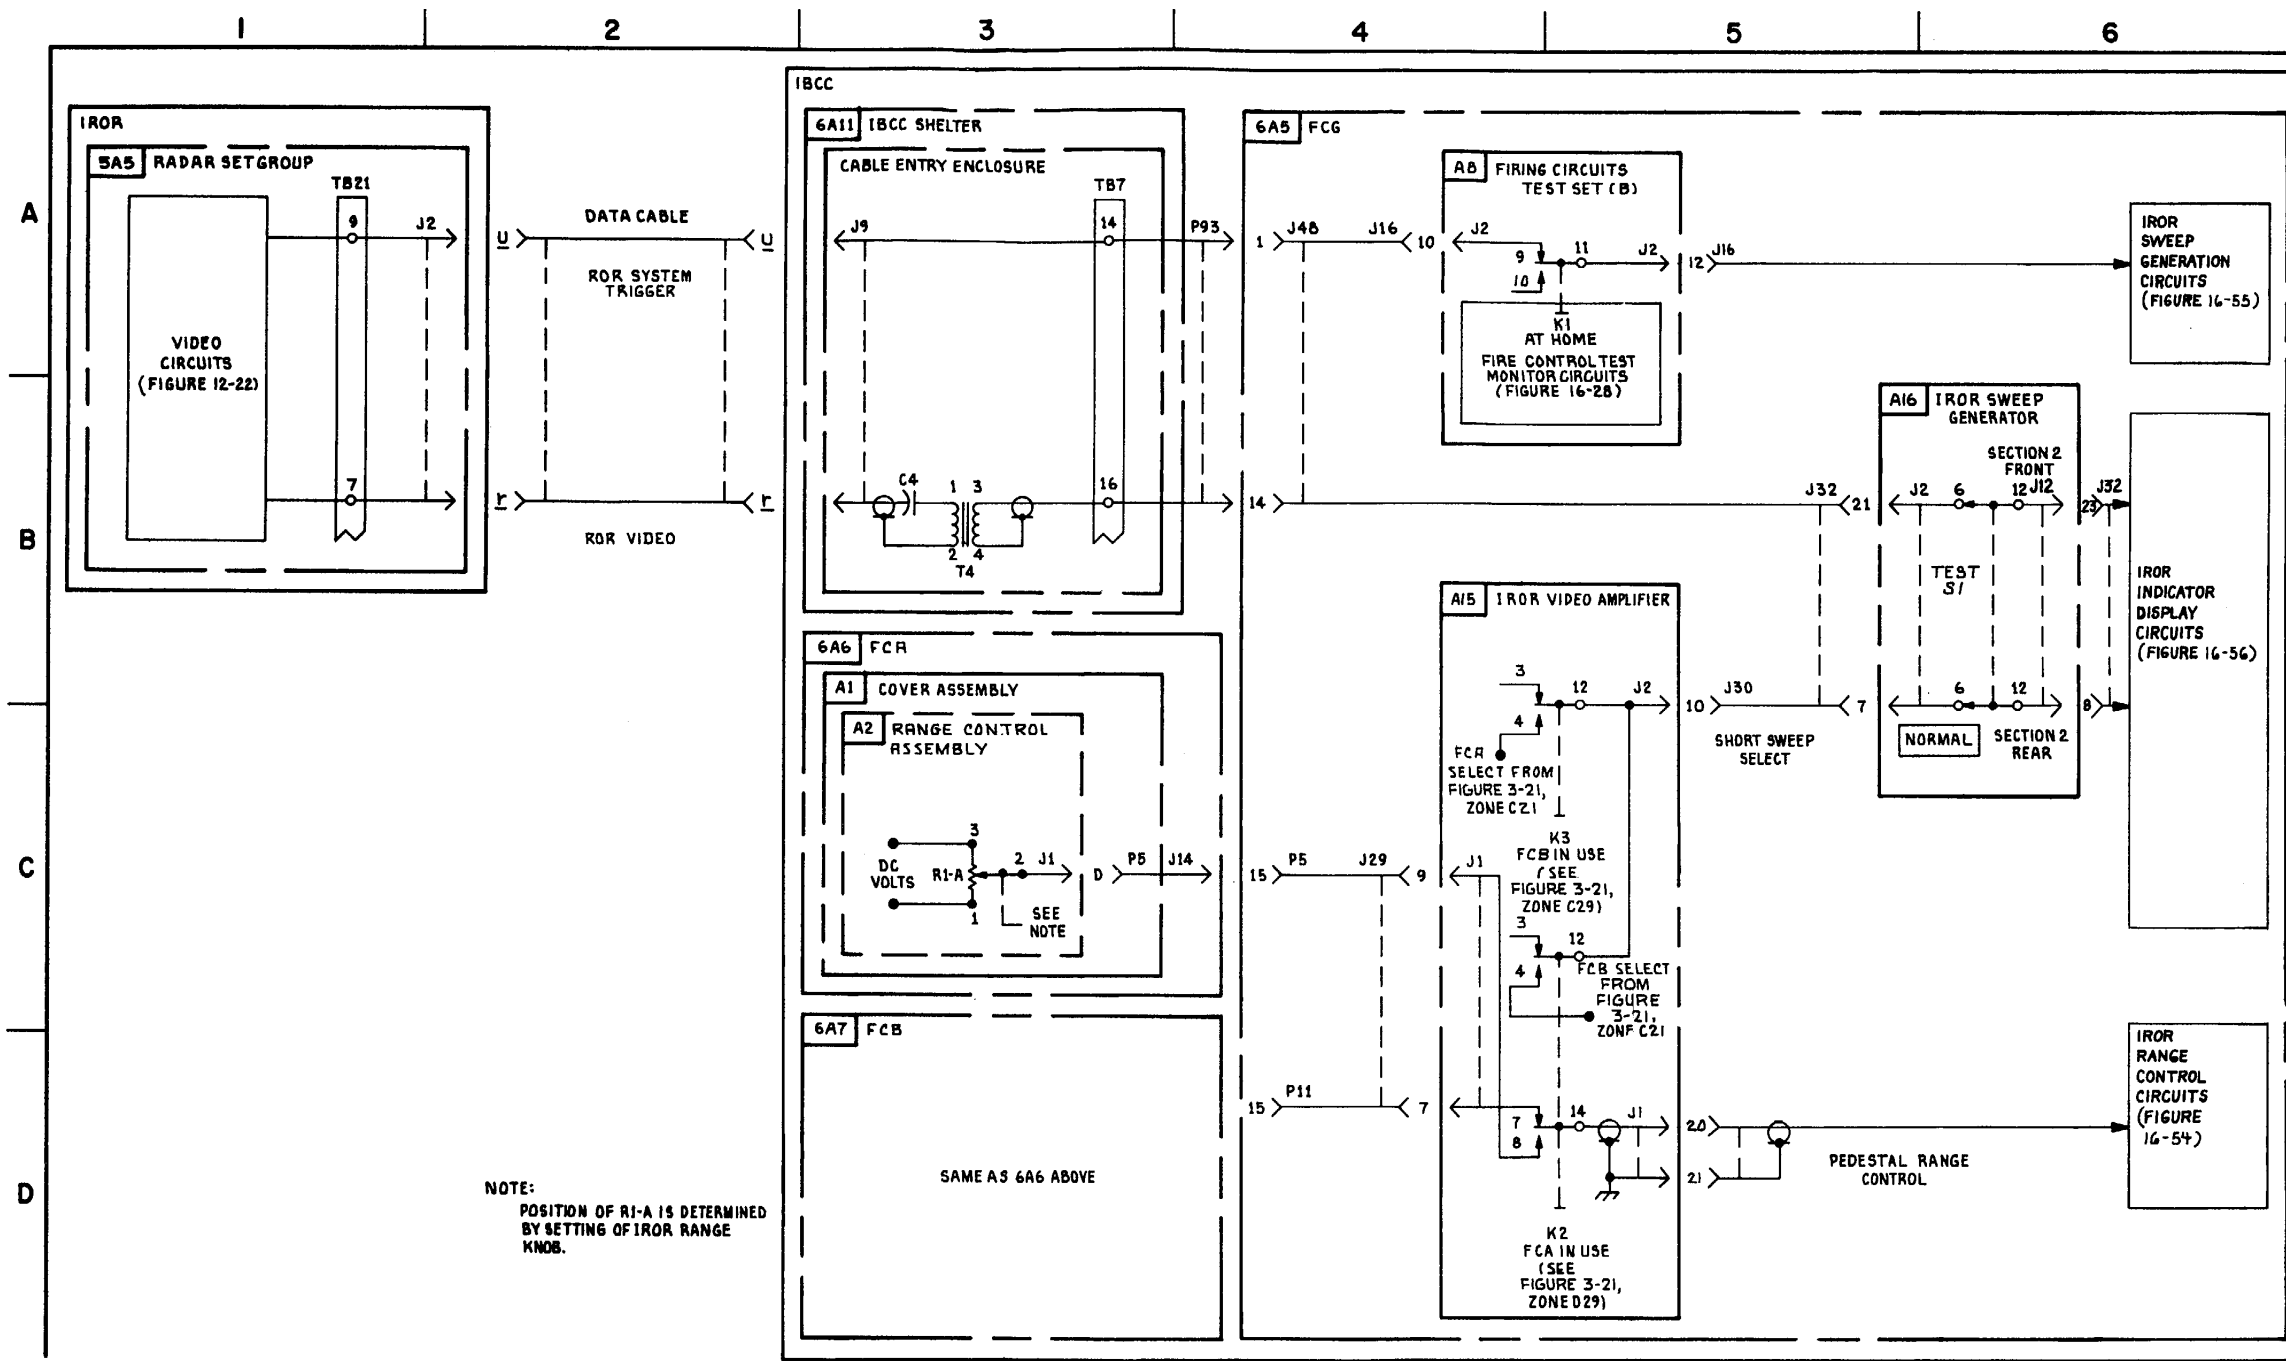 1 2 3 4 5 6
A
B
C
D
IROR
5A5 RADAR SET GROUP
VIDEO
CIRCUITS
(FIGURE 12-22)
TB21
9
J2
7
U
DATA CABLE
U
ROR SYSTEM
TRIGGER
r
r
ROR VIDEO
NOTE:
POSITION OF R1-A IS DETERMINED
BY SETTING OF IROR RANGE
KNOB.
IBCC
6A11 IBCC SHELTER
CABLE ENTRY ENCLOSURE
J9
TB7
14
P93
C4
1 3
2 4
T4
16
6A6 FCA
A1 COVER ASSEMBLY
A2 RANGE CONTROL
ASSEMBLY
DC
VOLTS
R1-A
3
2
J1
1
SEE
NOTE
D
P5
J14
6A7 FCB
SAME AS 6A6 ABOVE
6A5 FCG
1
J48
J16
10
A8 FIRING CIRCUITS
TEST SET (B)
J2
9
10
11
J2
K1
AT HOME
FIRE CONTROL TEST
MONITOR CIRCUITS
(FIGURE 16-28)
12
J16
IROR
SWEEP
GENERATION
CIRCUITS
(FIGURE 16-55)
14
J32
21
A16 IROR SWEEP
GENERATOR
SECTION 2
FRONT
J2
6
12
J12
23
J32
TEST
S1
6
12
NORMAL
SECTION 2
REAR
8
IROR
INDICATOR
DISPLAY
CIRCUITS
(FIGURE 16-56)
A15 IROR VIDEO AMPLIFIER
3
12
J2
4
FCA
SELECT FROM
FIGURE 3-21,
ZONE C21
10
J30
7
SHORT SWEEP
SELECT
K3
FCB IN USE
(SEE
FIGURE 3-21,
ZONE C29)
15
P5
J29
9
J1
3
12
4
FCB SELECT
FROM
FIGURE
3-21,
ZONE C21
15
P11
7
7
8
14
J1
20
21
PEDESTAL RANGE
CONTROL
K2
FCA IN USE
(SEE
FIGURE 3-21,
ZONE D29)
IROR
RANGE
CONTROL
CIRCUITS
(FIGURE
16-54)